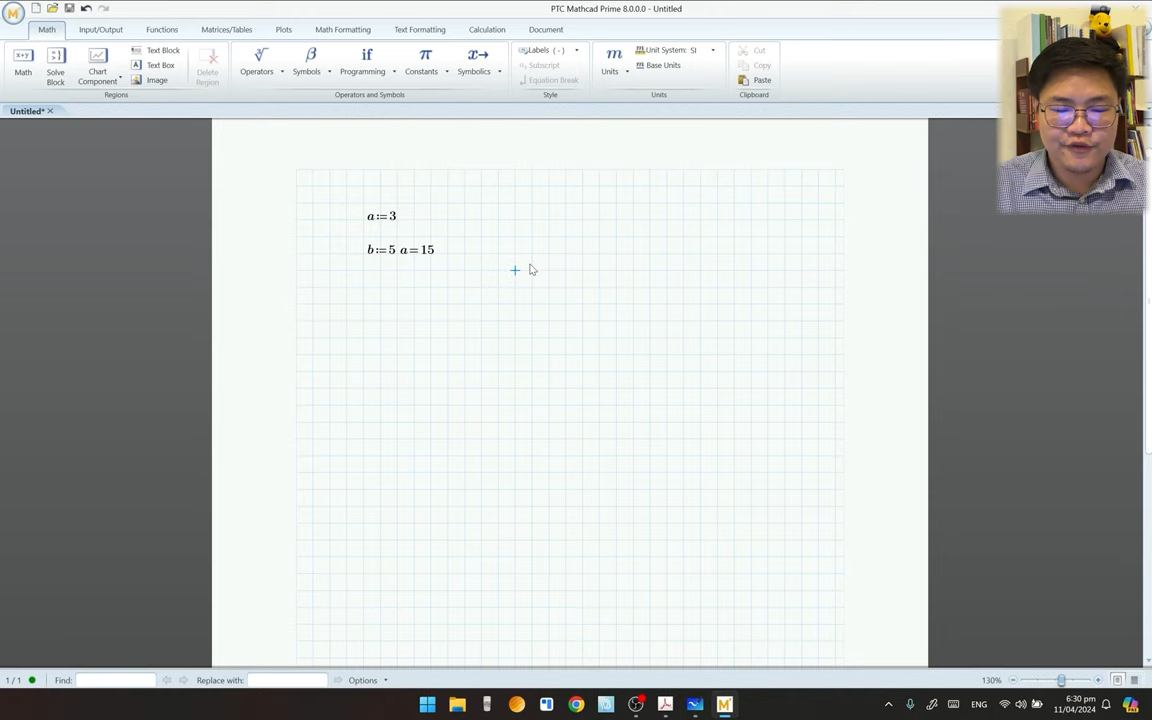 PTC Mathcad Prime 8.0.0.0 - Untitled
Math Input/Output Functions Matrices/Tables Plots Math Formatting Text Formatting Calculation Document
Math
Solve Block
Chart Component
Text Block
Text Box
Image
Delete Region
Regions
Operators
Symbols
if Programming
π Constants
Symbolics
Operators and Symbols
Labels (-)
Subscript
Equation Break
Style
m Units
Unit System: SI
Base Units
Units
Cut
Copy
Paste
Clipboard
Untitled*
a:=3
b:=5 a=15
1 / 1
Find:
Replace with:
Options
130%
ENG
6:30 pm
11/04/2024